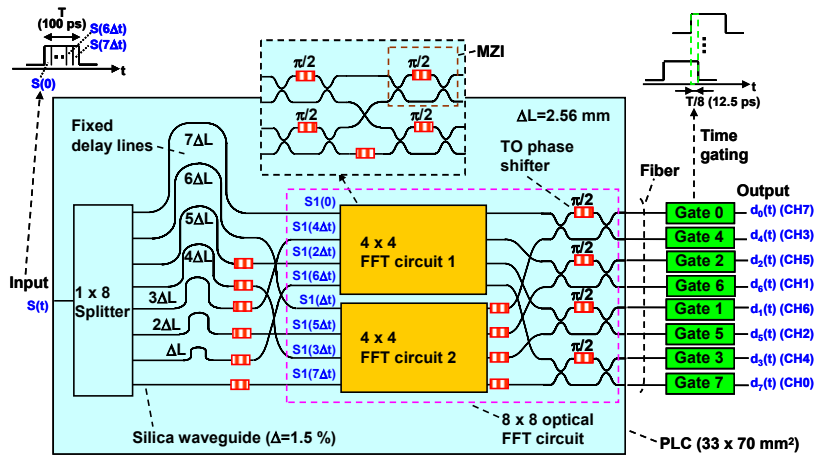 T
(100 ps)
S(6Δt)
S(7Δt)
t
S(0)
π/2
π/2
π/2
π/2
MZI
ΔL=2.56 mm
t
T/8 (12.5 ps)
Fixed
delay lines
7ΔL
6ΔL
5ΔL
4ΔL
3ΔL
2ΔL
ΔL
TO phase
shifter
Time
gating
Fiber
Output
Input
S(t)
1 x 8
Splitter
S1(0)
S1(4Δt)
S1(2Δt)
S1(6Δt)
S1(Δt)
S1(5Δt)
S1(3Δt)
S1(7Δt)
4 x 4
FFT circuit 1
4 x 4
FFT circuit 2
π/2
π/2
π/2
π/2
Gate 0 d₀(t) (CH7)
Gate 4 d₄(t) (CH3)
Gate 2 d₂(t) (CH5)
Gate 6 d₆(t) (CH1)
Gate 1 d₁(t) (CH6)
Gate 5 d₅(t) (CH2)
Gate 3 d₃(t) (CH4)
Gate 7 d₇(t) (CH0)
Silica waveguide (Δ=1.5 %)
8 x 8 optical
FFT circuit
PLC (33 x 70 mm²)